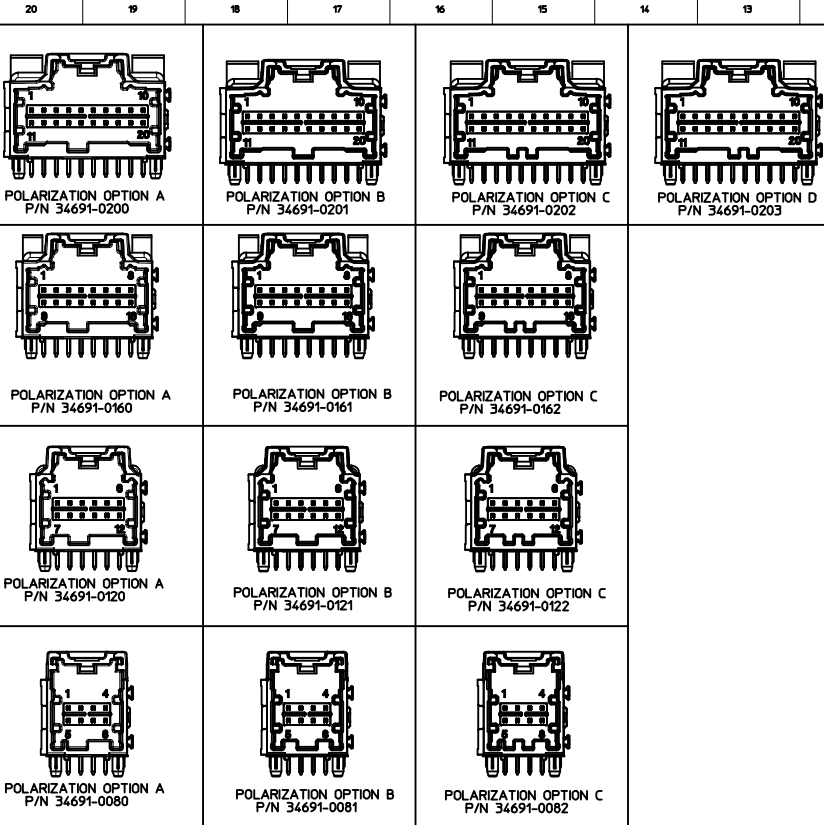 20 19 18 17 16 15 14 13
1 10
11 20
POLARIZATION OPTION A
P/N 34691-0200
1 10
11 20
POLARIZATION OPTION B
P/N 34691-0201
1 10
11 20
POLARIZATION OPTION C
P/N 34691-0202
1 10
11 20
POLARIZATION OPTION D
P/N 34691-0203
1 8
9 16
POLARIZATION OPTION A
P/N 34691-0160
1 8
9 16
POLARIZATION OPTION B
P/N 34691-0161
1 8
9 16
POLARIZATION OPTION C
P/N 34691-0162
1 6
7 12
POLARIZATION OPTION A
P/N 34691-0120
1 6
7 12
POLARIZATION OPTION B
P/N 34691-0121
1 6
7 12
POLARIZATION OPTION C
P/N 34691-0122
1 4
5 8
POLARIZATION OPTION A
P/N 34691-0080
1 4
5 8
POLARIZATION OPTION B
P/N 34691-0081
1 4
5 8
POLARIZATION OPTION C
P/N 34691-0082